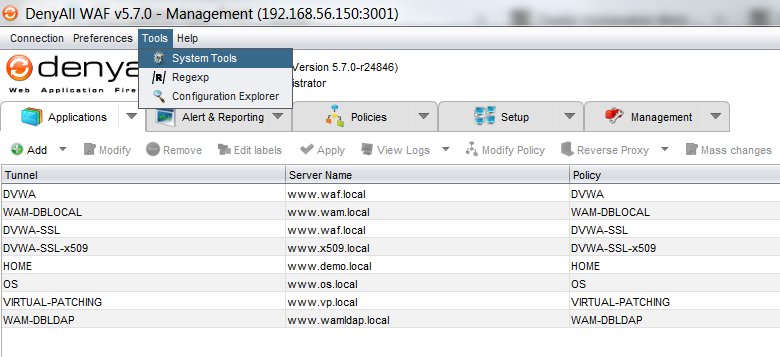 DenyAll WAF v5.7.0 - Management (192.168.56.150:3001)
Connection Preferences Tools Help
System Tools
Regexp
Configuration Explorer
denya
Web Application Fire
Version 5.7.0-r24846)
istrator
Applications Alert & Reporting Policies Setup Management
Add Modify Remove Edit labels Apply View Logs Modify Policy Reverse Proxy Mass changes
Tunnel Server Name Policy
DVWA www.waf.local DVWA
WAM-DBLOCAL www.wam.local WAM-DBLOCAL
DVWA-SSL www.waf.local DVWA-SSL
DVWA-SSL-x509 www.x509.local DVWA-SSL-x509
HOME www.demo.local HOME
OS www.os.local OS
VIRTUAL-PATCHING www.vp.local VIRTUAL-PATCHING
WAM-DBLDAP www.wamldap.local WAM-DBLDAP